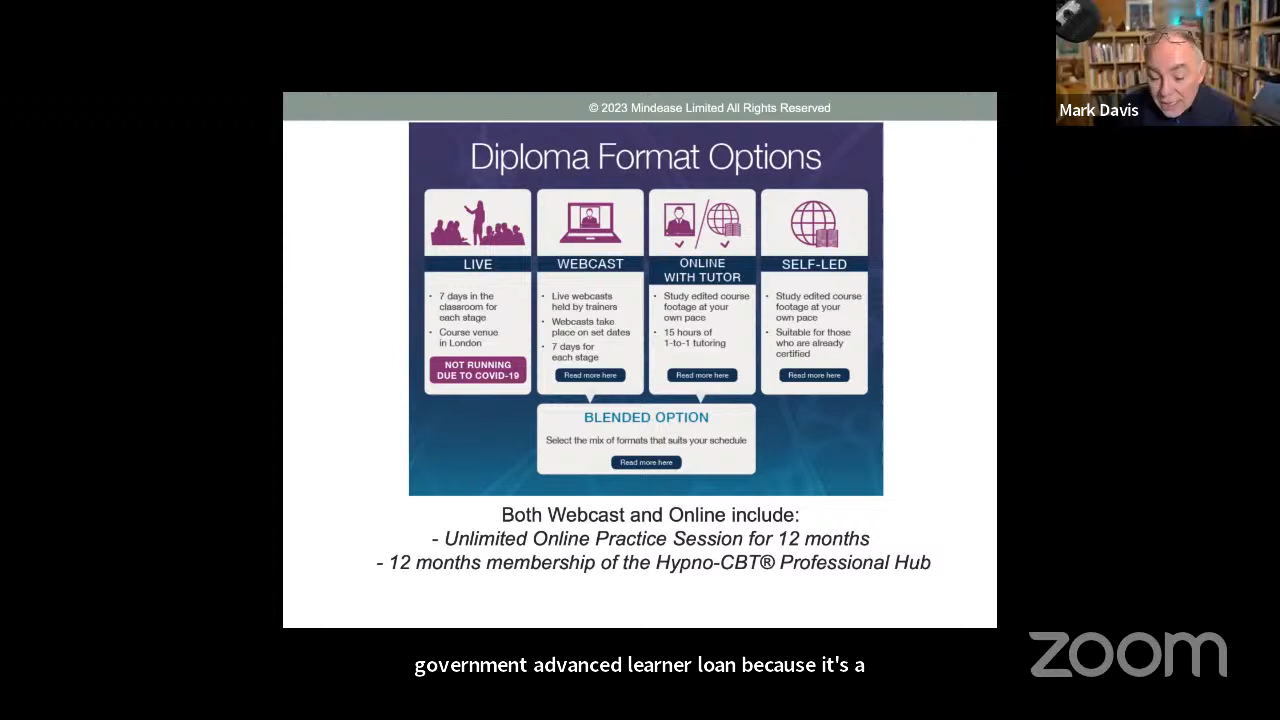 Mark Davis
© 2023 Mindease Limited All Rights Reserved
Diploma Format Options
LIVE
• 7 days in the
classroom for
each stage
• Course venue
in London
NOT RUNNING
DUE TO COVID-19
WEBCAST
• Live webcasts
held by trainers
• Webcasts take
place on set dates
• 7 days for
each stage
Read more here
ONLINE
WITH TUTOR
• Study edited course
footage at your
own pace
• 15 hours of
1-to-1 tutoring
Read more here
SELF-LED
• Study edited course
footage at your
own pace
• Suitable for those
who are already
certified
Read more here
BLENDED OPTION
Select the mix of formats that suits your schedule
Read more here
Both Webcast and Online include:
- Unlimited Online Practice Session for 12 months
- 12 months membership of the Hypno-CBT® Professional Hub
government advanced learner loan because it's a
zoom